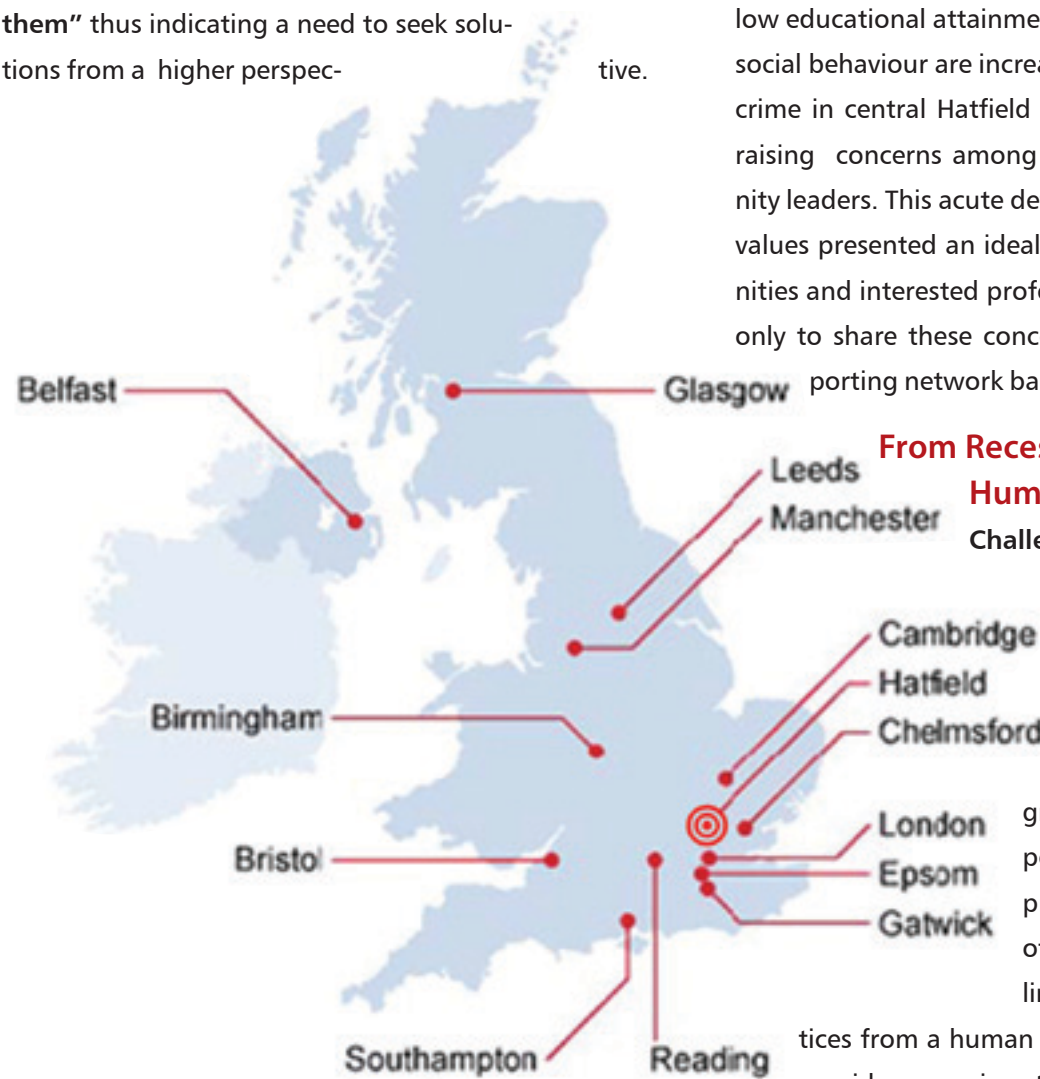 them” thus indicating a need to seek solu-
tions from a higher perspec- tive.
low educational attainme
social behaviour are increa
crime in central Hatfield
raising concerns among
nity leaders. This acute de
values presented an ideal
nities and interested profe
only to share these conc
porting network ba
From Reces
Hum
Challe
Belfast
Glasgow
Leeds
Manchester
Cambridge
Hatfield
Chelmsford
Birmingham
London
Epsom
Gatwick
Bristol
Southampton
Reading
g
p
p
o
li
tices from a human